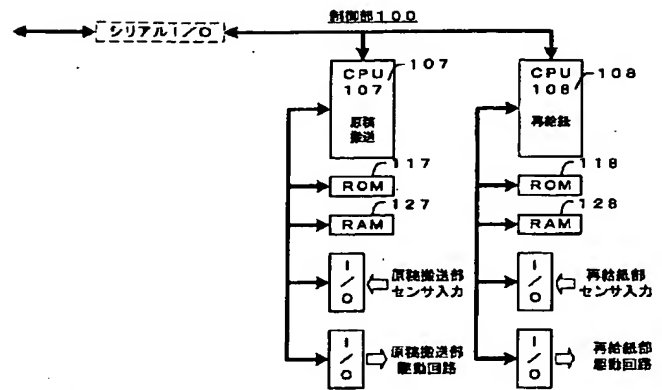 制御部100
シリアルI/O
CPU
107
原稿
搬送
107
CPU
108
再給紙
108
117
ROM
127
RAM
118
ROM
128
RAM
I/O
原稿搬送部
センサ入力
I/O
再給紙部
センサ入力
I/O
原稿搬送部
駆動回路
I/O
再給紙部
駆動回路